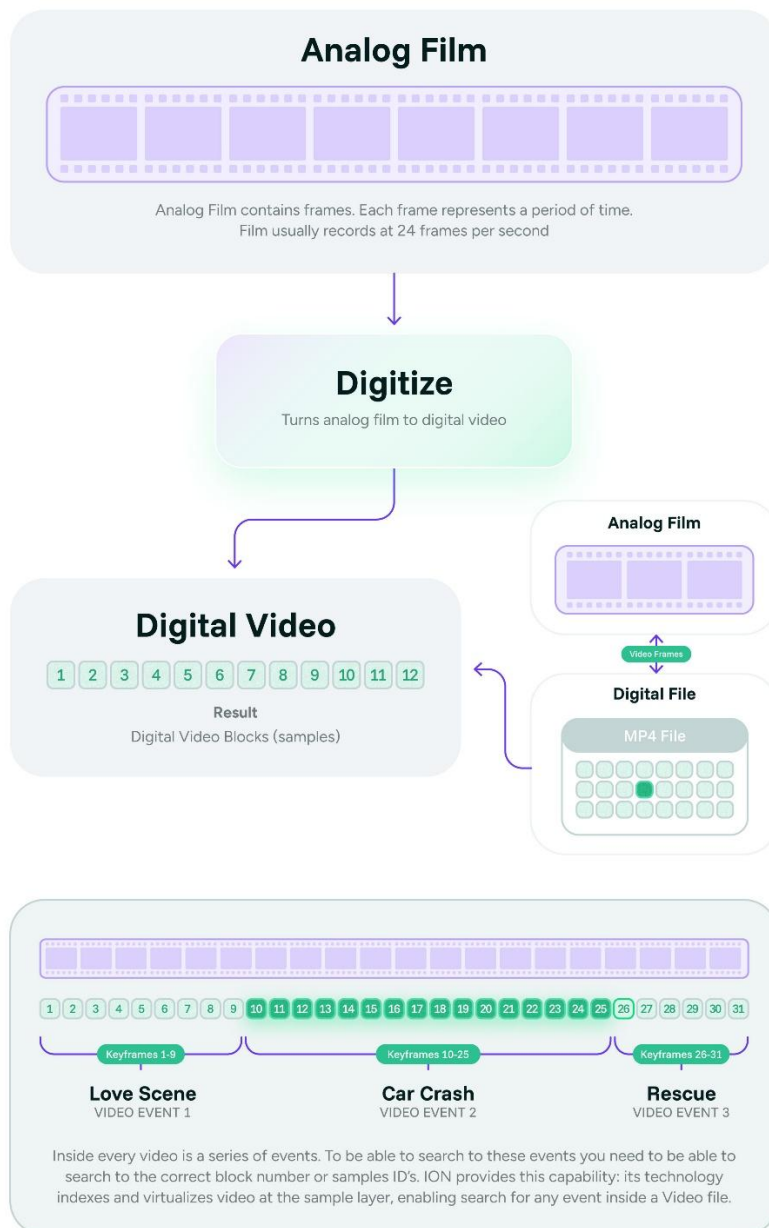 Analog Film
Analog Film contains frames. Each frame represents a period of time.
Film usually records at 24 frames per second
Digitize
Turns analog film to digital video
Analog Film
Video Frames
Digital File
MP4 File
Digital Video
1 2 3 4 5 6 7 8 9 10 11 12
Result
Digital Video Blocks (samples)
1 2 3 4 5 6 7 8 9 10 11 12 13 14 15 16 17 18 19 20 21 22 23 24 25 26 27 28 29 30 31
Keyframes 1-9 Keyframes 10-25 Keyframes 26-31
Love Scene Car Crash Rescue
VIDEO EVENT 1 VIDEO EVENT 2 VIDEO EVENT 3
Inside every video is a series of events. To be able to search to these events you need to be able to
search to the correct block number or samples ID's. ION provides this capability: its technology
indexes and virtualizes video at the sample layer, enabling search for any event inside a Video file.